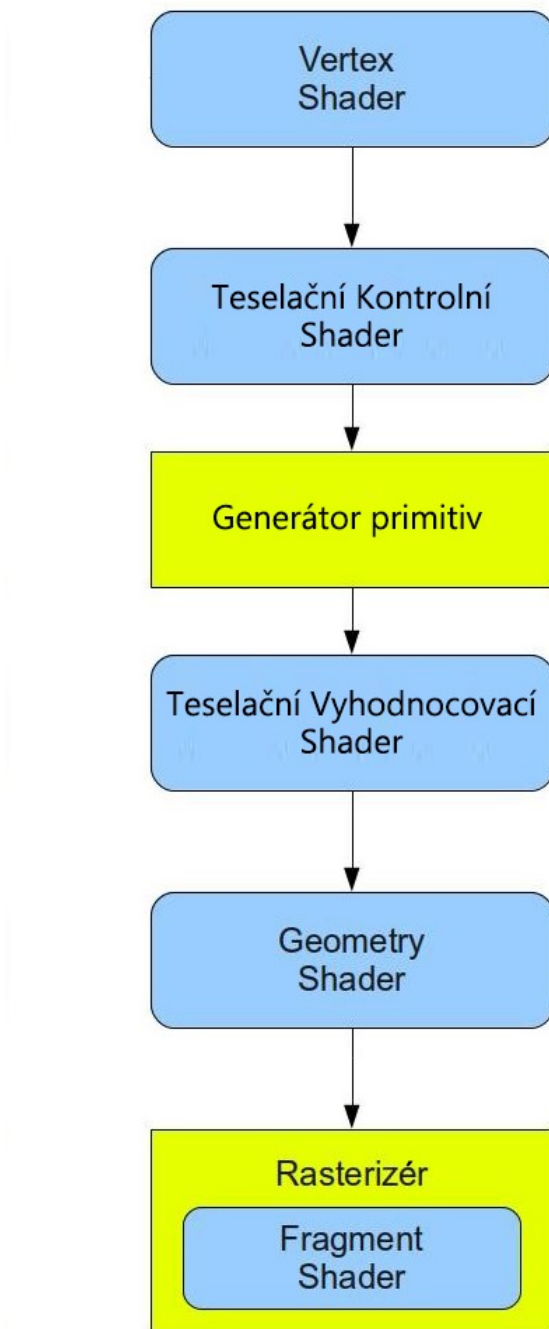 Vertex
Shader
Teselační Kontrolní
Shader
Generátor primitiv
Teselační Vyhodnocovací
Shader
Geometry
Shader
Rasterizér
Fragment
Shader